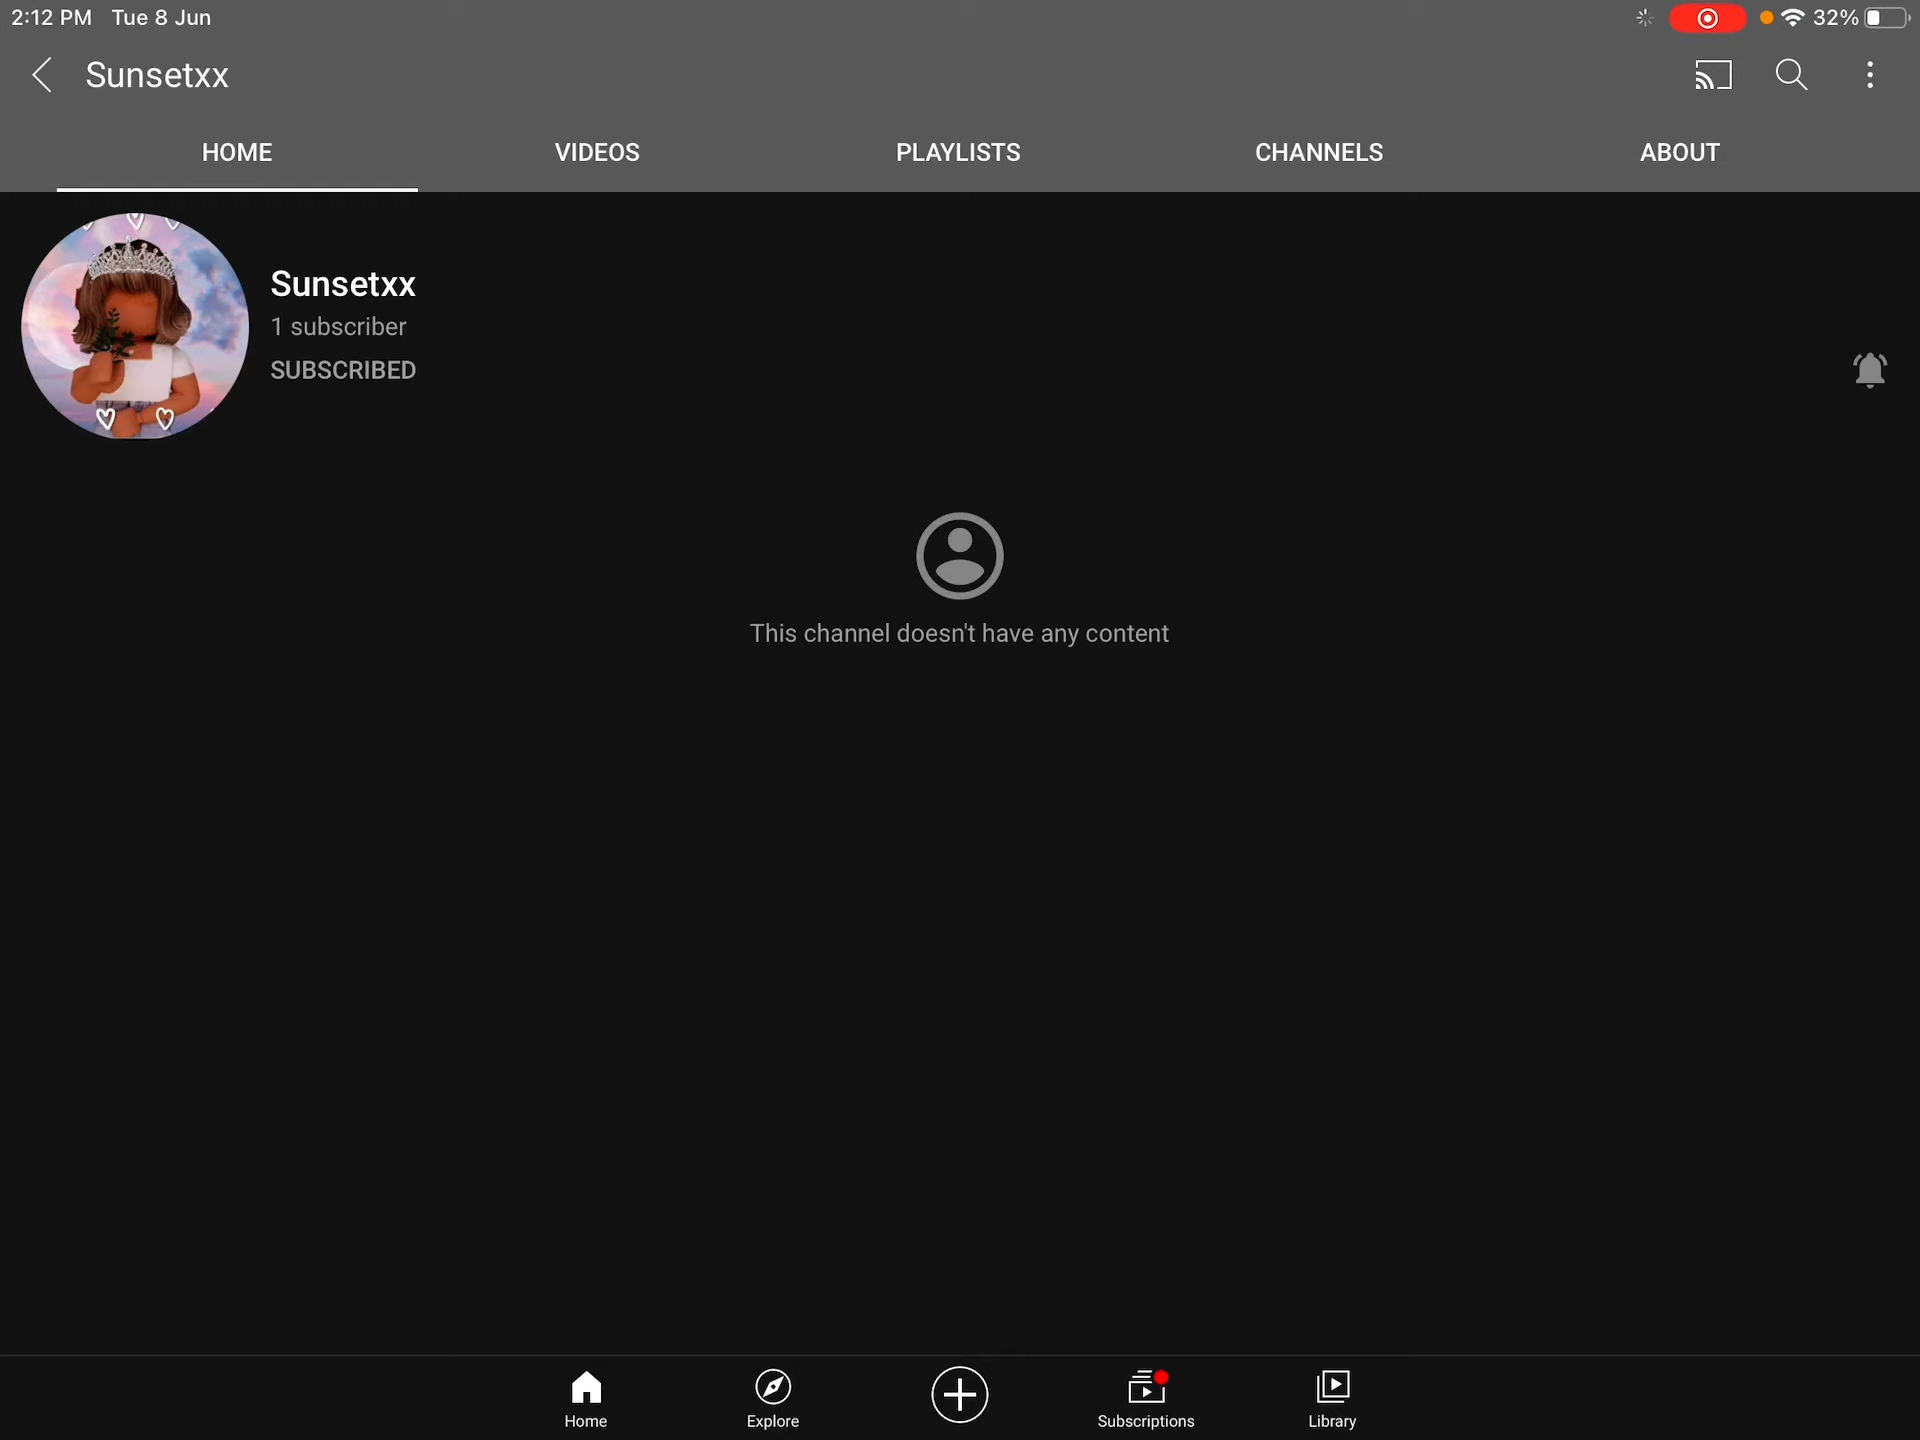 2:12 PM Tue 8 Jun 32%
Sunsetxx
HOME VIDEOS PLAYLISTS CHANNELS ABOUT
Sunsetxx
1 subscriber
SUBSCRIBED
This channel doesn't have any content
Home Explore Subscriptions Library